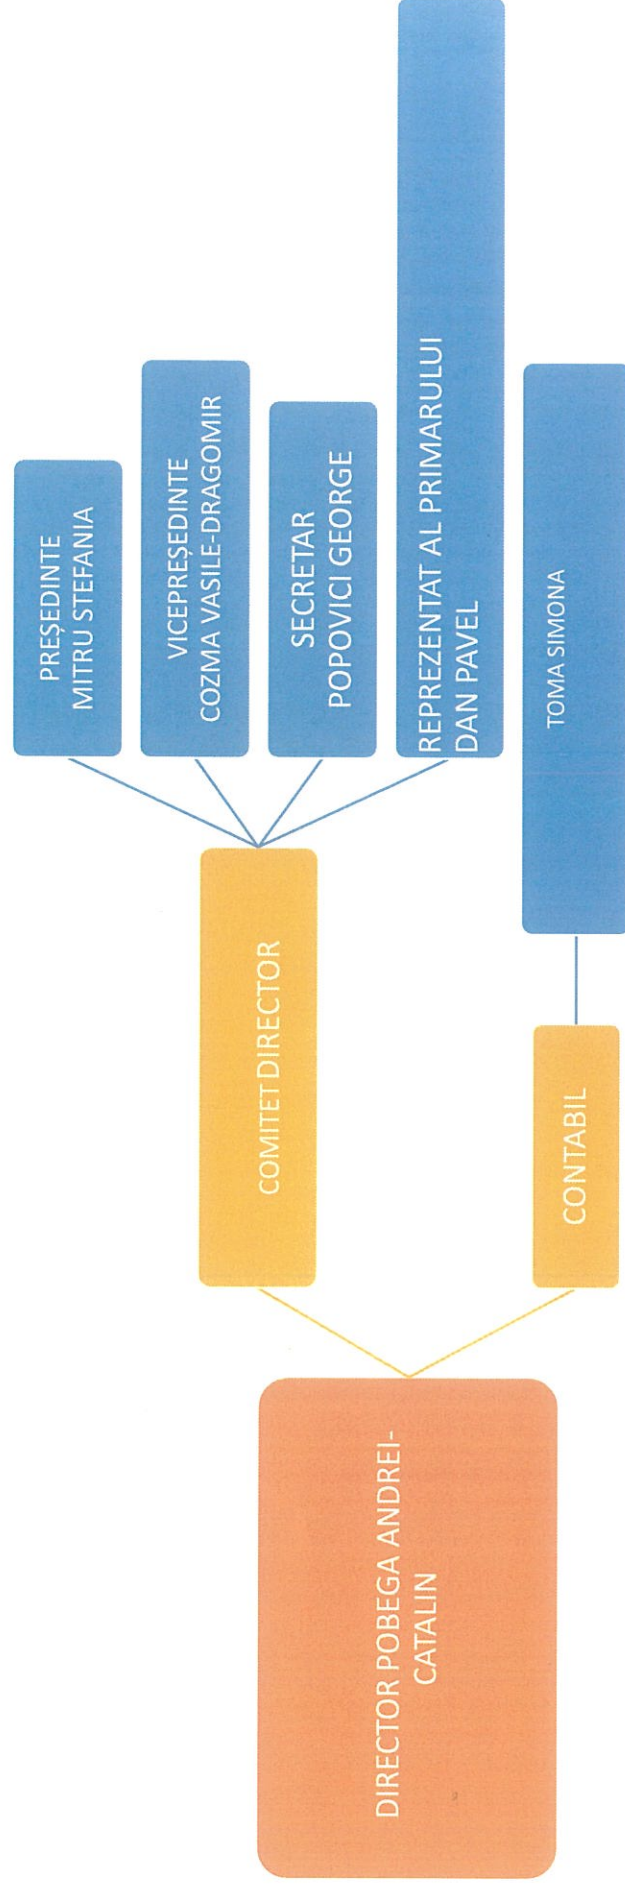 DIRECTOR POBEGA ANDREI-
CATALIN
COMITET DIRECTOR
PREȘEDINTE
MITRU STEFANIA
VICEPREȘEDINTE
COZMA VASILE-DRAGOMIR
SECRETAR
POPOVICI GEORGE
REPREZENTAT AL PRIMARULUI
DAN PAVEL
CONTABIL
TOMA SIMONA